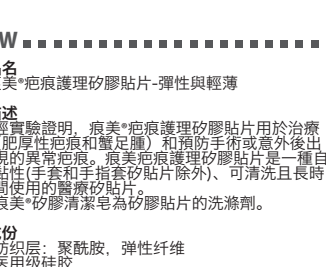 W
名
美®疤痕護理矽膠貼片-彈性與輕薄
述
經實驗證明，痕美®疤痕護理矽膠貼片用於治療
肥厚性疤痕和蟹足腫）和預防手術或意外後出
現的異常疤痕。痕美疤痕護理矽膠貼片是一種自
黏性(手套和手指套矽貼片除外)、可清洗且長時
間使用的醫療矽貼片。
痕美®矽膠清潔皂為矽膠貼片的洗滌劑。
份
纺织层：聚酰胺，弹性纤维
医用级硅胶